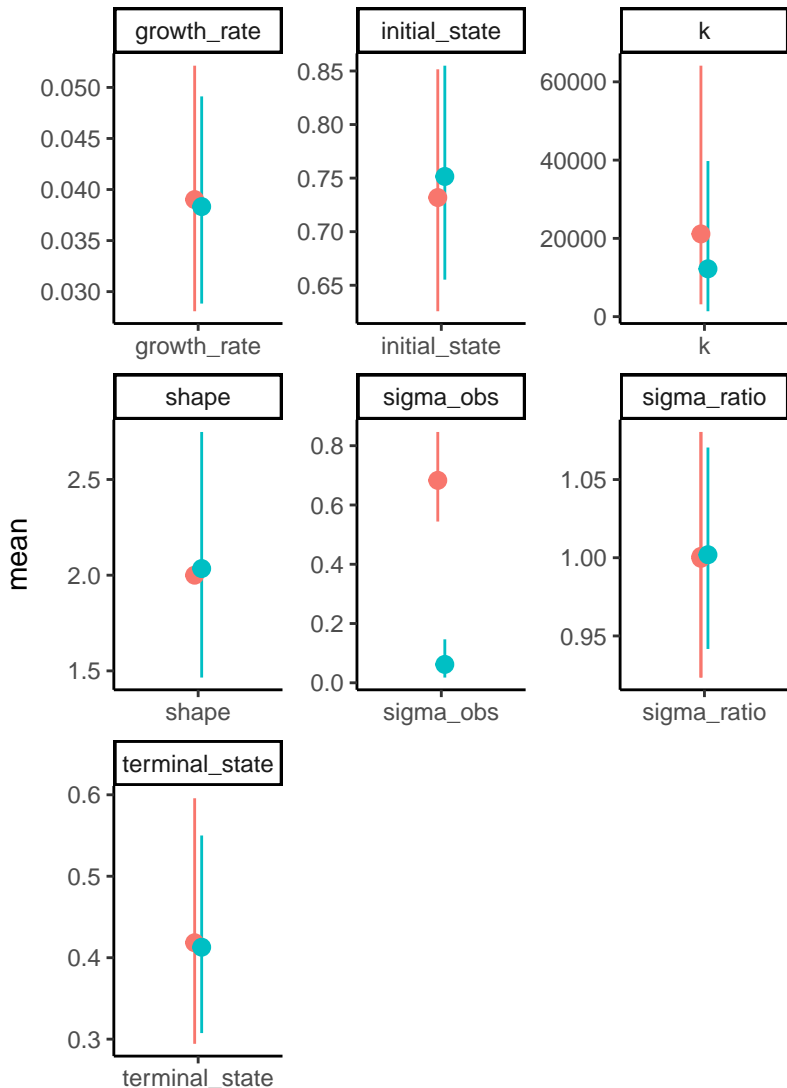 growth_rate
initial_state
k
0.050
0.045
0.040
0.035
0.030
0.85
0.80
0.75
0.70
0.65
60000
40000
20000
0
growth_rate
initial_state
k
shape
sigma_obs
sigma_ratio
mean
2.5
2.0
1.5
0.8
0.6
0.4
0.2
0.0
1.05
1.00
0.95
shape
sigma_obs
sigma_ratio
terminal_state
0.6
0.5
0.4
0.3
terminal_state